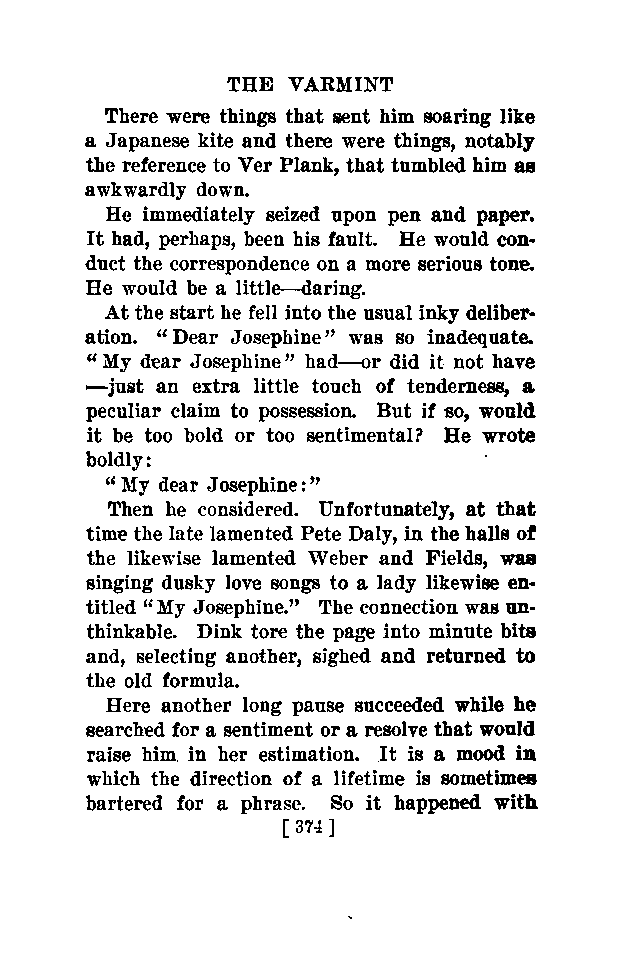 THE VARMINT
There were things that sent him soaring like
a Japanese kite and there were things, notably
the reference to Ver Plank, that tumbled him as
awkwardly down.
He immediately seized upon pen and paper.
It had, perhaps, been his fault. He would con-
duct the correspondence on a more serious tone.
He would be a little—daring.
At the start he fell into the usual inky deliber-
ation. “Dear Josephine” was so inadequate.
“My dear Josephine” had—or did it not have
—just an extra little touch of tenderness, a
peculiar claim to possession. But if so, would
it be too bold or too sentimental? He wrote
boldly:
“My dear Josephine:”
Then he considered. Unfortunately, at that
time the late lamented Pete Daly, in the halls of
the likewise lamented Weber and Fields, was
singing dusky love songs to a lady likewise en-
titled “My Josephine.” The connection was un-
thinkable. Dink tore the page into minute bits
and, selecting another, sighed and returned to
the old formula.
Here another long pause succeeded while he
searched for a sentiment or a resolve that would
raise him in her estimation. It is a mood in
which the direction of a lifetime is sometimes
bartered for a phrase. So it happened with
[ 374 ]